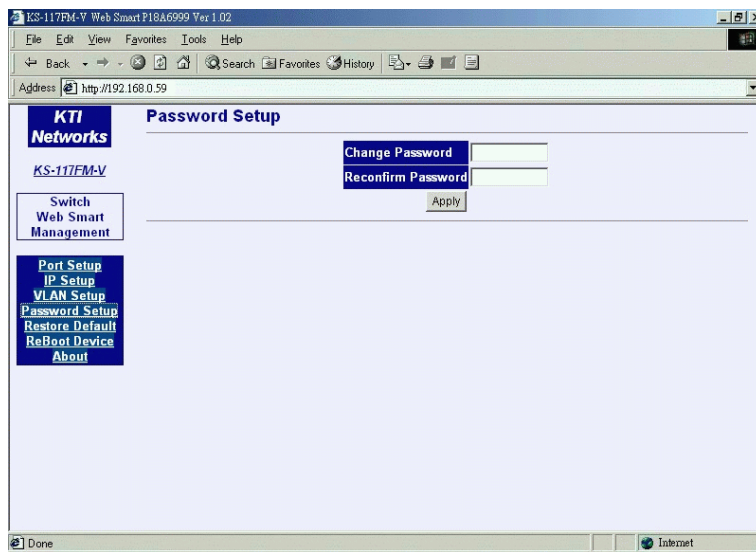 KS-117FM-V Web Smart P18A6999 Ver 1.02
File Edit View Favorites Tools Help
Back Search Favorites History
Address http://192.168.0.59
KTI
Networks
KS-117FM-V
Switch
Web Smart
Management
Port Setup
IP Setup
VLAN Setup
Password Setup
Restore Default
ReBoot Device
About
Password Setup
Change Password
Reconfirm Password
Apply
Done Internet